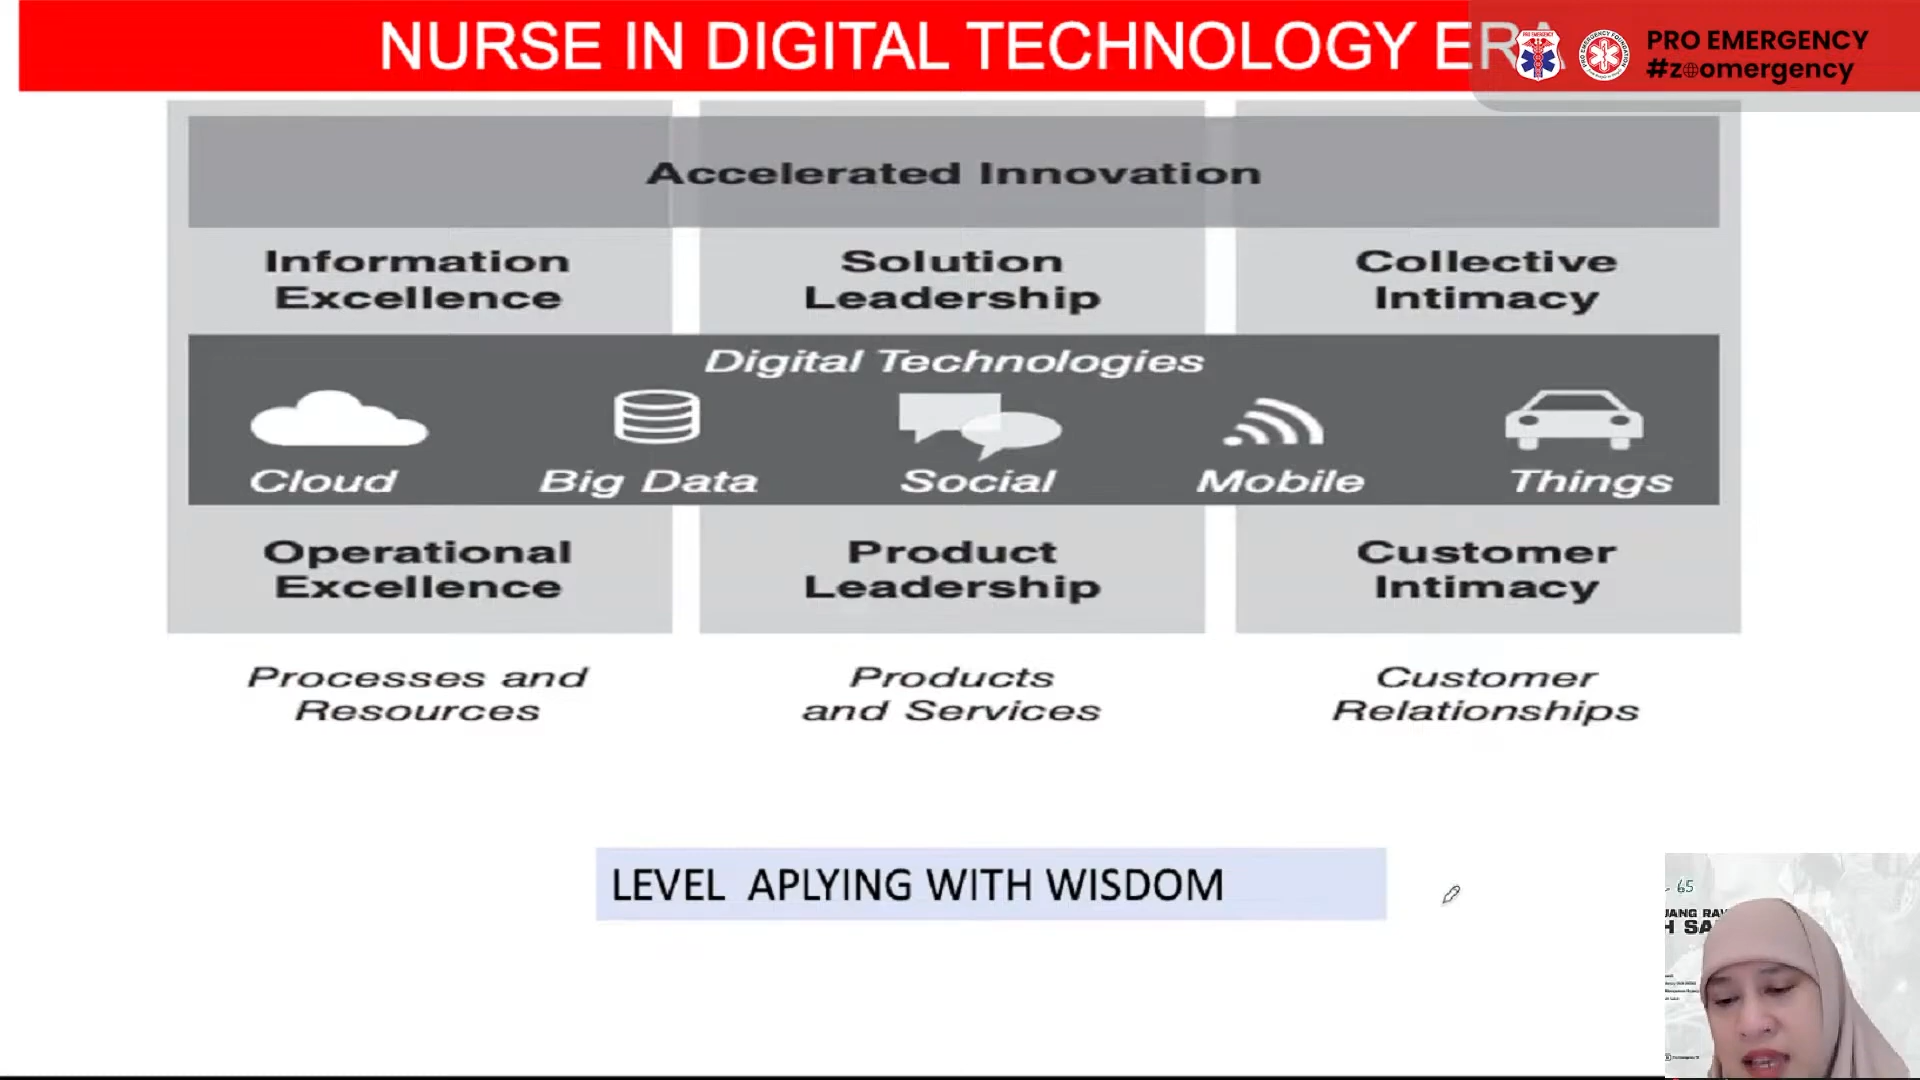 NURSE IN DIGITAL TECHNOLOGY ERA
PRO EMERGENCY
#zoomergency
Accelerated Innovation
Information
Excellence
Solution
Leadership
Collective
Intimacy
Digital Technologies
Cloud
Big Data
Social
Mobile
Things
Operational
Excellence
Product
Leadership
Customer
Intimacy
Processes and
Resources
Products
and Services
Customer
Relationships
LEVEL APLYING WITH WISDOM
65